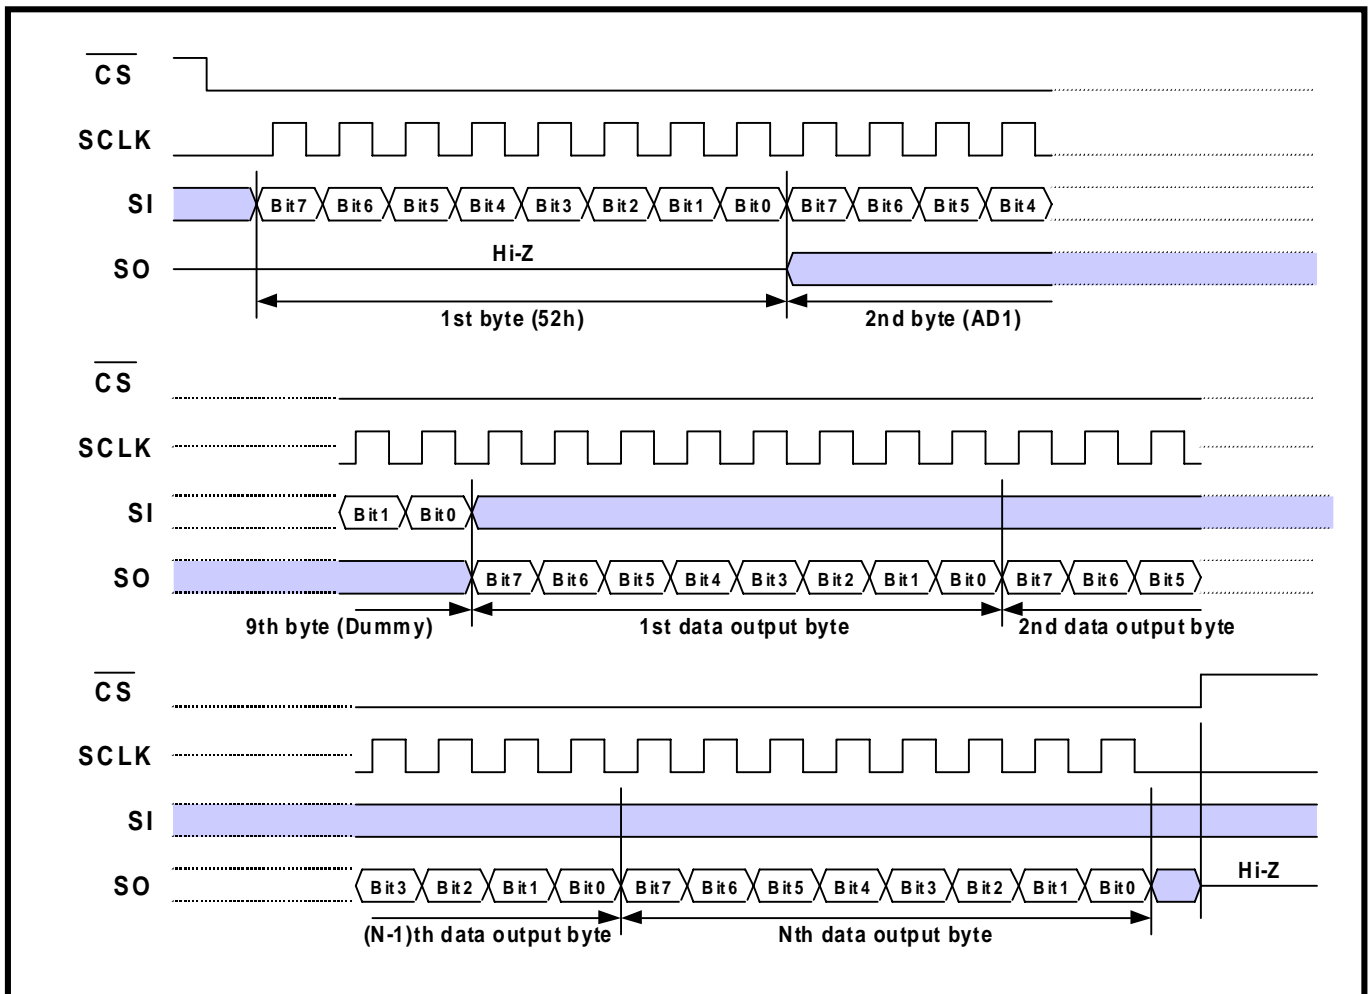 CS
SCLK
SI Bit7 Bit6 Bit5 Bit4 Bit3 Bit2 Bit1 Bit0 Bit7 Bit6 Bit5 Bit4
Hi-Z
SO
1st byte (52h) 2nd byte (AD1)
CS
SCLK
SI Bit1 Bit0
SO Bit7 Bit6 Bit5 Bit4 Bit3 Bit2 Bit1 Bit0 Bit7 Bit6 Bit5
9th byte (Dummy) 1st data output byte 2nd data output byte
CS
SCLK
SI
SO Bit3 Bit2 Bit1 Bit0 Bit7 Bit6 Bit5 Bit4 Bit3 Bit2 Bit1 Bit0 Hi-Z
(N-1)th data output byte Nth data output byte